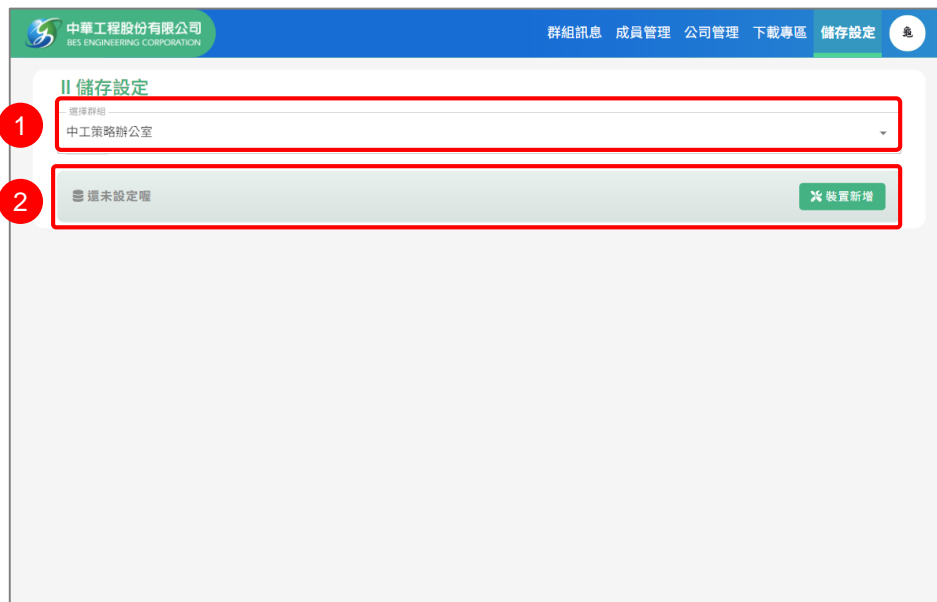 中華工程股份有限公司
BES ENGINEERING CORPORATION
群組訊息 成員管理 公司管理 下載專區 儲存設定 龜
II 儲存設定
選擇群組
1
中工策略辦公室
2
還未設定喔
裝置新增